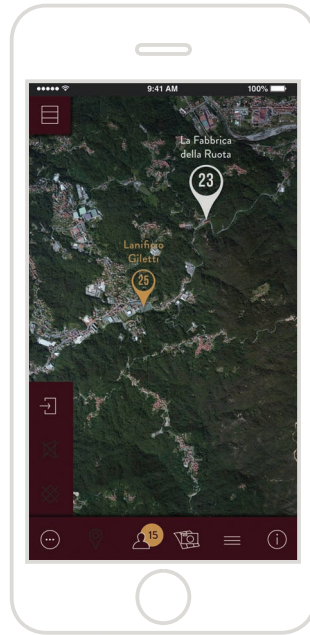 9:41 AM
100%
La Fabbrica
della Ruota
23
Lanificio
Giletti
25
15